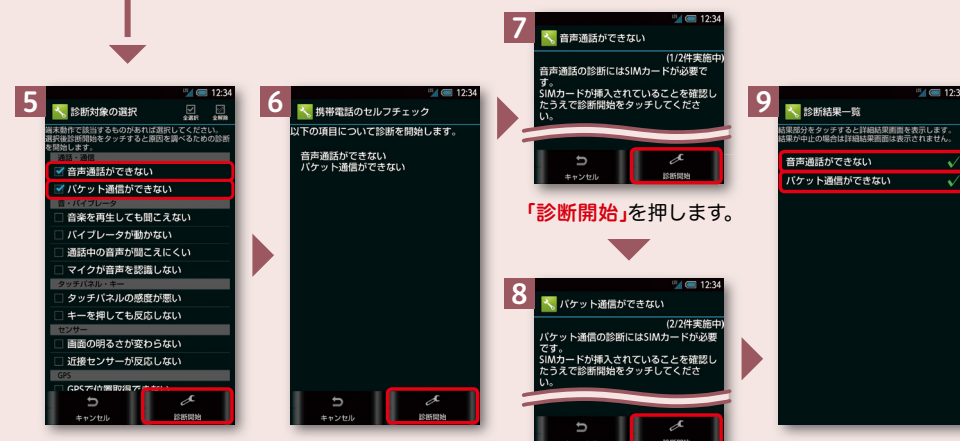 5
12:34
診断対象の選択
全選択 全解除
端末動作で該当するものがあれば選択してください。
選択後診断開始をタッチすると原因を調べるための診断
を開始します。
通話・通信
音声通話ができない
パケット通信ができない
音・バイブレータ
音楽を再生しても聞こえない
バイブレータが動かない
通話中の音声が聞こえにくい
マイクが音声を認識しない
タッチパネル・キー
タッチパネルの感度が悪い
キーを押しても反応しない
センサー
画面の明るさが変わらない
近接センサーが反応しない
GPS
GPSで位置取得できない
キャンセル 診断開始
6
12:34
携帯電話のセルフチェック
以下の項目について診断を開始します。
音声通話ができない
パケット通信ができない
キャンセル 診断開始
7
12:34
音声通話ができない
(1/2件実施中)
音声通話の診断にはSIMカードが必要で
す。
SIMカードが挿入されていることを確認し
たうえで診断開始をタッチしてくださ
い。
キャンセル 診断開始
「診断開始」を押します。
8
12:34
パケット通信ができない
(2/2件実施中)
パケット通信の診断にはSIMカードが必要
です。
SIMカードが挿入されていることを確認し
たうえで診断開始をタッチしてくださ
い。
9
12:3
診断結果一覧
結果部分をタッチすると詳細結果画面を表示します。
結果が中止の場合は詳細結果画面は表示されません。
音声通話ができない
パケット通信ができない